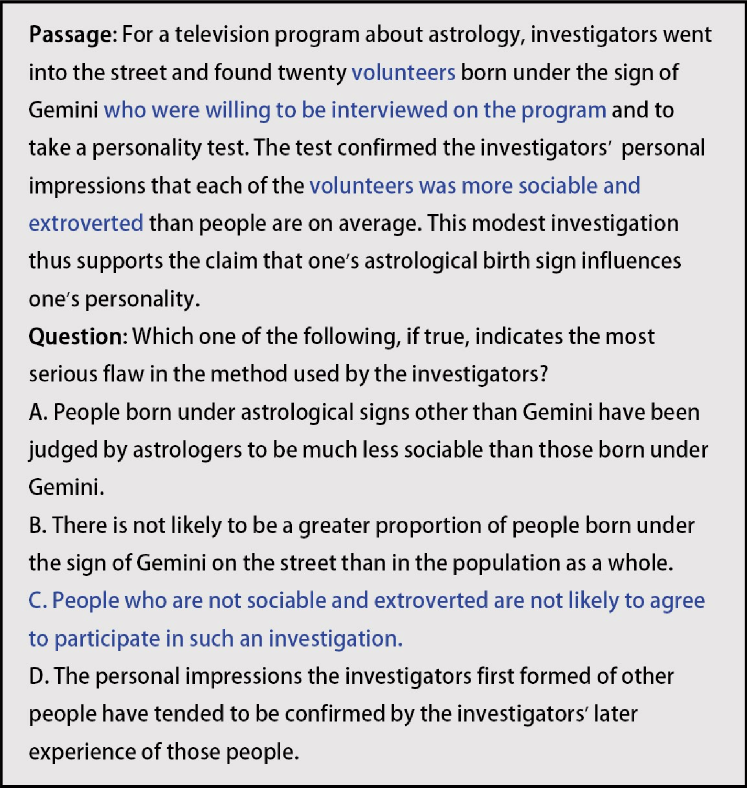 Passage: For a television program about astrology, investigators went
into the street and found twenty volunteers born under the sign of
Gemini who were willing to be interviewed on the program and to
take a personality test. The test confirmed the investigators’ personal
impressions that each of the volunteers was more sociable and
extroverted than people are on average. This modest investigation
thus supports the claim that one’s astrological birth sign influences
one’s personality.
Question: Which one of the following, if true, indicates the most
serious flaw in the method used by the investigators?
A. People born under astrological signs other than Gemini have been
judged by astrologers to be much less sociable than those born under
Gemini.
B. There is not likely to be a greater proportion of people born under
the sign of Gemini on the street than in the population as a whole.
C. People who are not sociable and extroverted are not likely to agree
to participate in such an investigation.
D. The personal impressions the investigators first formed of other
people have tended to be confirmed by the investigators’ later
experience of those people.